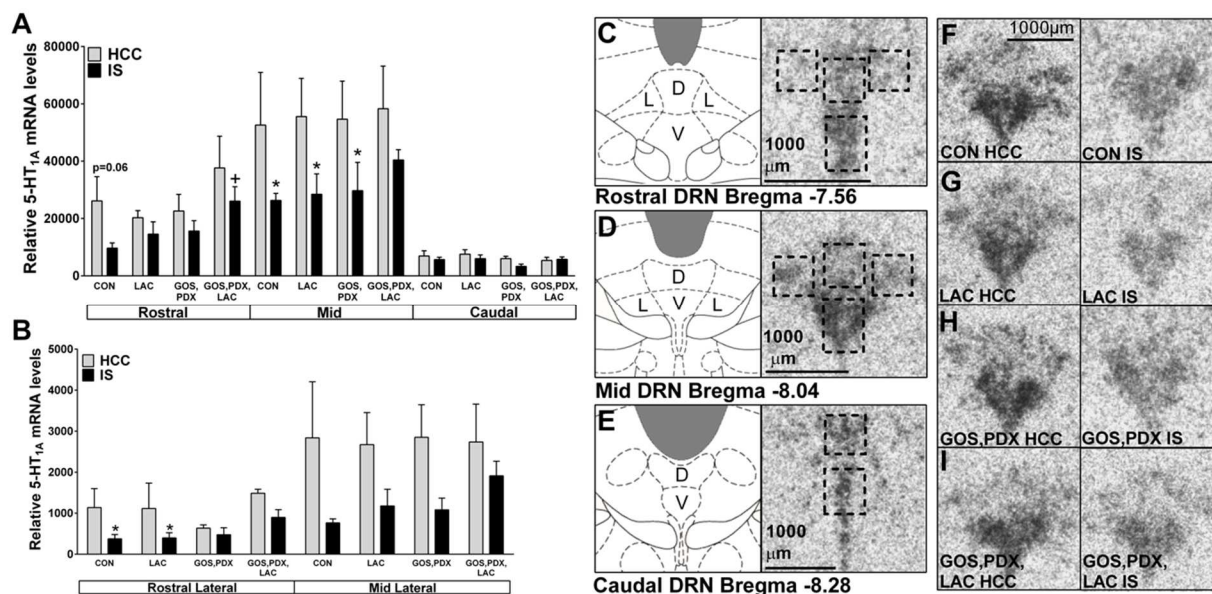 A
HCC
IS
Relative 5-HT1A mRNA levels
80000
60000
40000
20000
0
p=0.06
+
*
*
*
CON
LAC
GOS,
PDX
GOS,PDX,
LAC
CON
LAC
GOS,
PDX
GOS,PDX,
LAC
CON
LAC
GOS,
PDX
GOS,PDX,
LAC
Rostral
Mid
Caudal
B
HCC
IS
Relative 5-HT1A mRNA levels
5000
4000
3000
2000
1000
0
*
*
CON
LAC
GOS,PDX
GOS,PDX,
LAC
CON
LAC
GOS,PDX
GOS,PDX,
LAC
Rostral Lateral
Mid Lateral
C
D
L
L
V
1000
μm
Rostral DRN Bregma -7.56
D
D
V
L
L
1000
μm
Mid DRN Bregma -8.04
E
D
V
1000
μm
Caudal DRN Bregma -8.28
F
1000μm
CON HCC
CON IS
G
LAC HCC
LAC IS
H
GOS,PDX HCC
GOS,PDX IS
I
GOS,PDX,
LAC HCC
GOS,PDX,
LAC IS